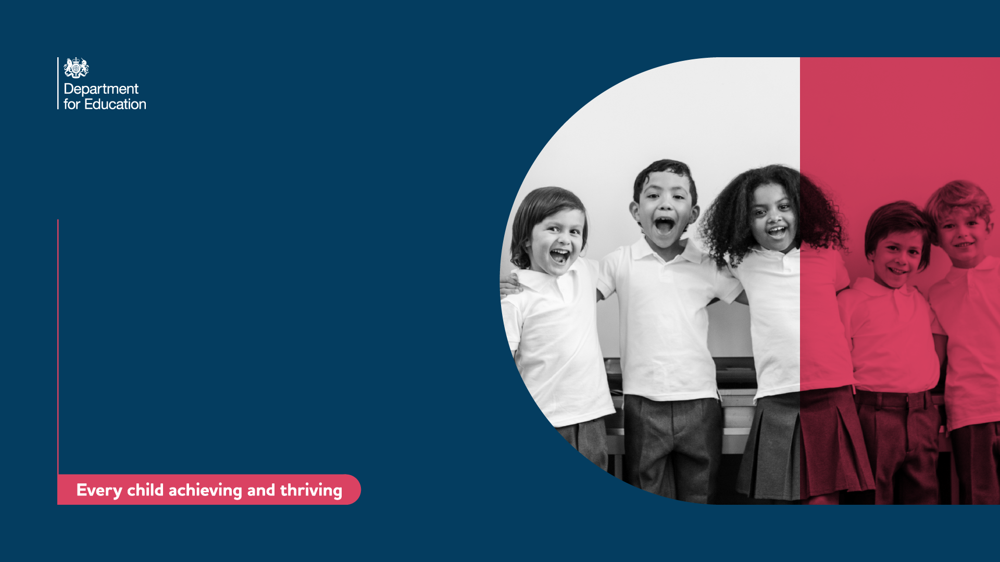 Department
for Education
Every child achieving and thriving